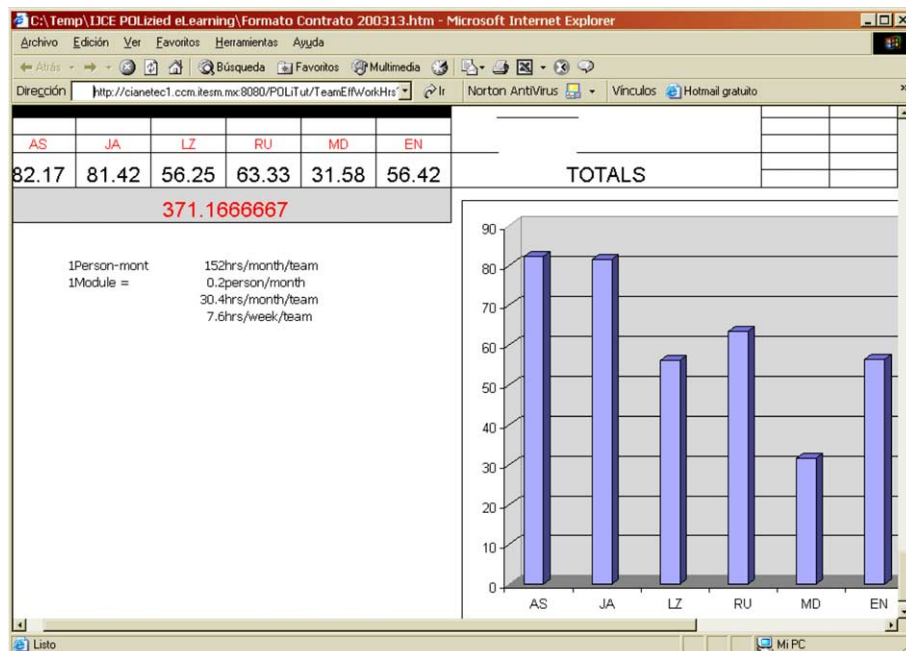 C:\Temp\IJCE POLizied eLearning\Formato Contrato 200313.htm - Microsoft Internet Explorer
Archivo Edición Ver Favoritos Herramientas Ayuda
Atrás Búsqueda Favoritos Multimedia
Dirección http://cianetec1.ccm.itesm.mx:8080/POLiTut/TeamEffWorkHrs Ir Norton AntiVirus Vínculos Hotmail gratuito
AS JA LZ RU MD EN
82.17 81.42 56.25 63.33 31.58 56.42 TOTALS
371.1666667
1Person-mont 152hrs/month/team
1Module = 0.2person/month
30.4hrs/month/team
7.6hrs/week/team
90
80
70
60
50
40
30
20
10
0
AS JA LZ RU MD EN
Listo Mi PC